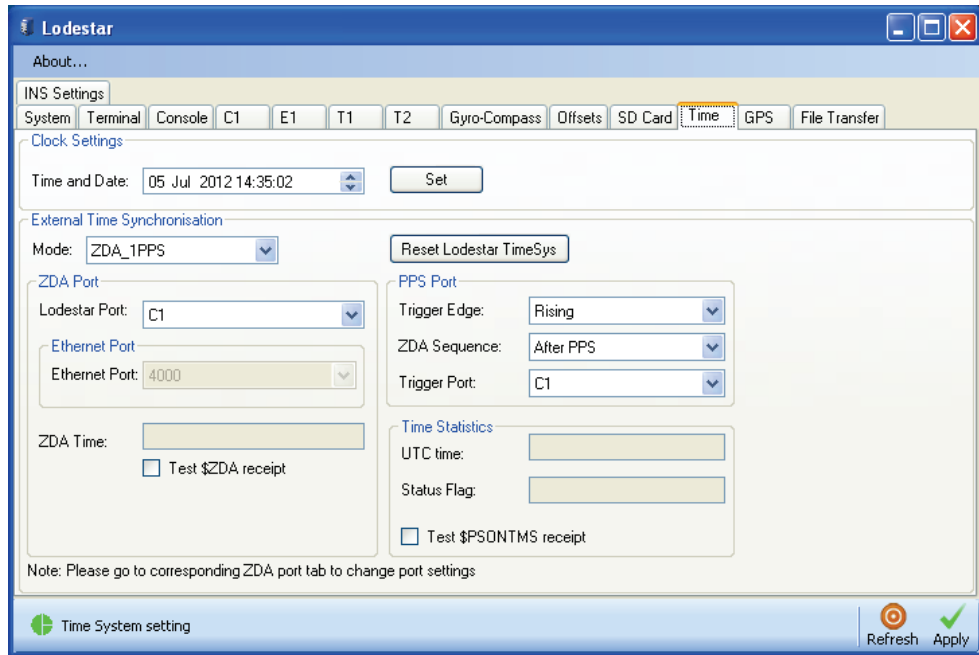 Lodestar
About...
INS Settings
System Terminal Console C1 E1 T1 T2 Gyro-Compass Offsets SD Card Time GPS File Transfer
Clock Settings
Time and Date: 05 Jul 2012 14:35:02 Set
External Time Synchronisation
Mode: ZDA_1PPS Reset Lodestar TimeSys
ZDA Port
Lodestar Port: C1
Ethernet Port
Ethernet Port: 4000
ZDA Time:
Test $ZDA receipt
PPS Port
Trigger Edge: Rising
ZDA Sequence: After PPS
Trigger Port: C1
Time Statistics
UTC time:
Status Flag:
Test $PSONTMS receipt
Note: Please go to corresponding ZDA port tab to change port settings
Time System setting
Refresh Apply